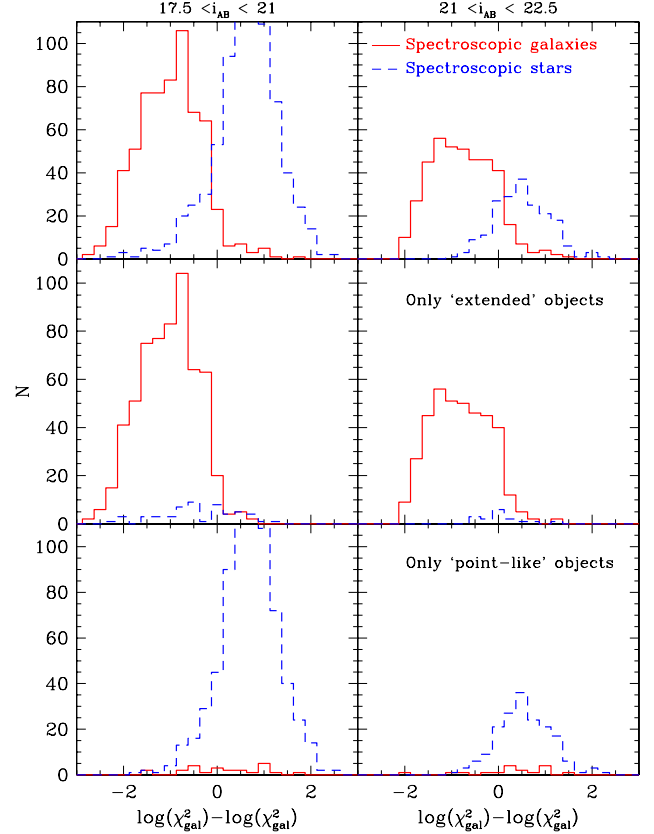 17.5 <i_AB < 21
21 <i_AB < 22.5
Spectroscopic galaxies
Spectroscopic stars
100
80
60
40
20
0
Only ‘extended’ objects
100
80
60
40
20
0
N
Only ‘point-like’ objects
100
80
60
40
20
0
−2 0 2
−2 0 2
log(χ²_gal)−log(χ²_gal)
log(χ²_gal)−log(χ²_gal)